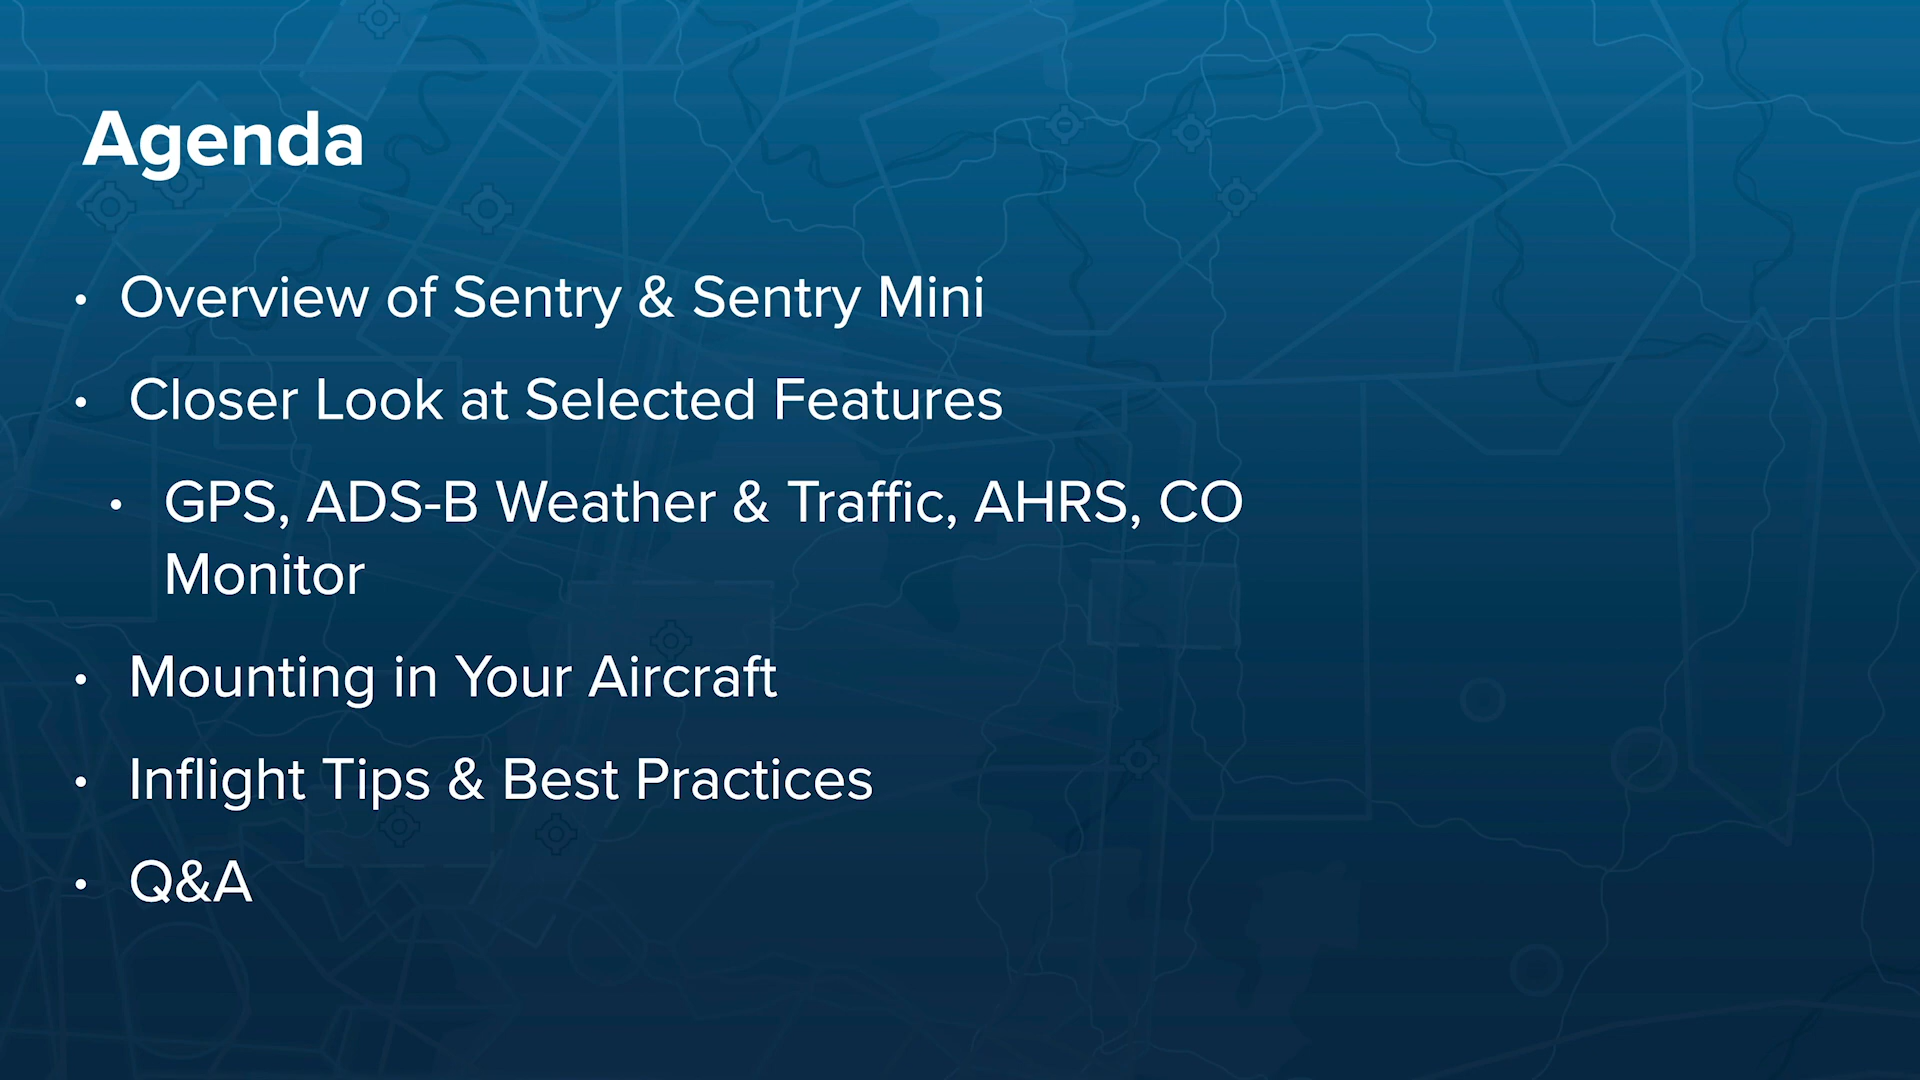 Agenda
• Overview of Sentry & Sentry Mini
• Closer Look at Selected Features
• GPS, ADS-B Weather & Traffic, AHRS, CO
Monitor
• Mounting in Your Aircraft
• Inflight Tips & Best Practices
• Q&A